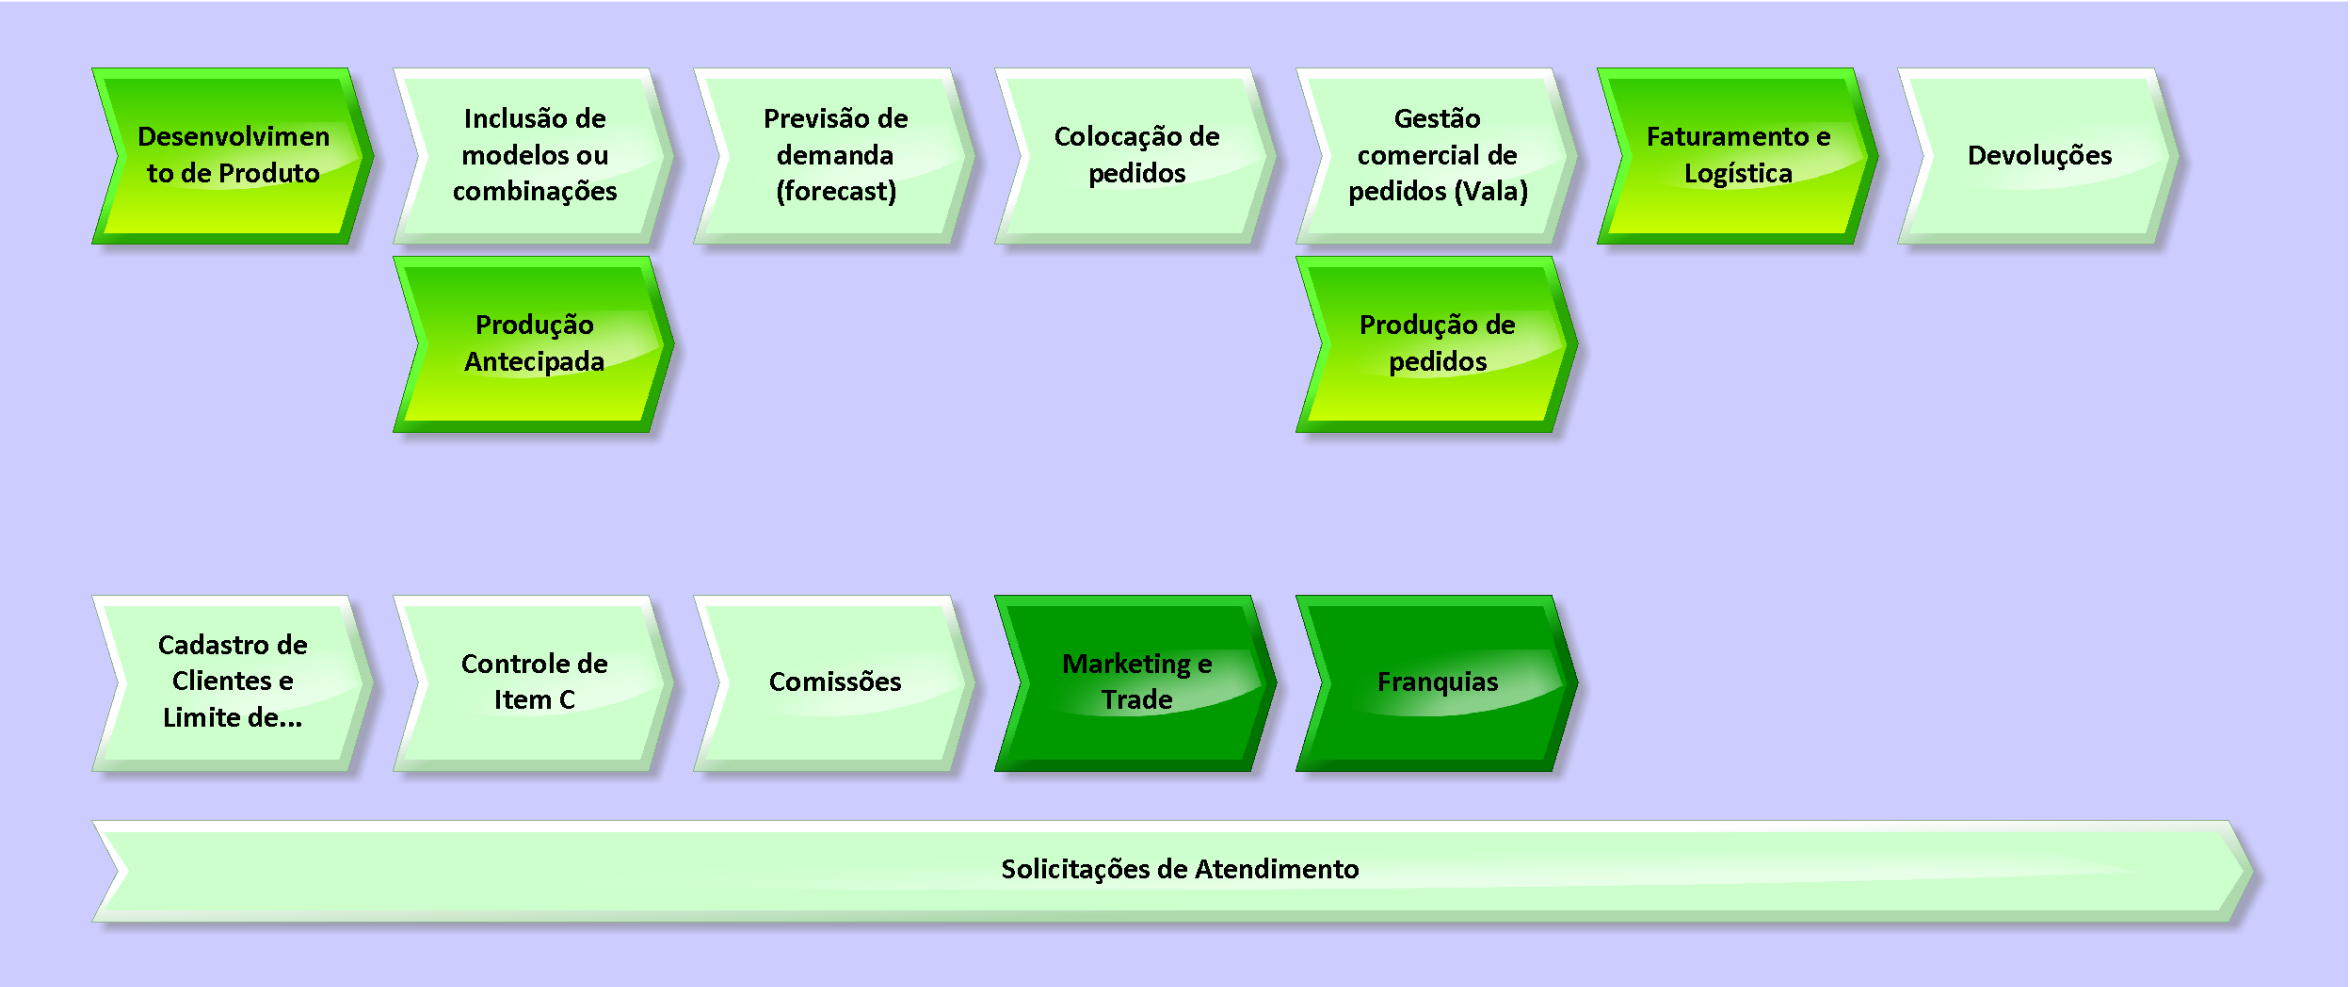 Desenvolvimen
to de Produto
Inclusão de
modelos ou
combinações
Previsão de
demanda
(forecast)
Colocação de
pedidos
Gestão
comercial de
pedidos (Vala)
Faturamento e
Logística
Devoluções
Produção
Antecipada
Produção de
pedidos
Cadastro de
Clientes e
Limite de...
Controle de
Item C
Comissões
Marketing e
Trade
Franquias
Solicitações de Atendimento